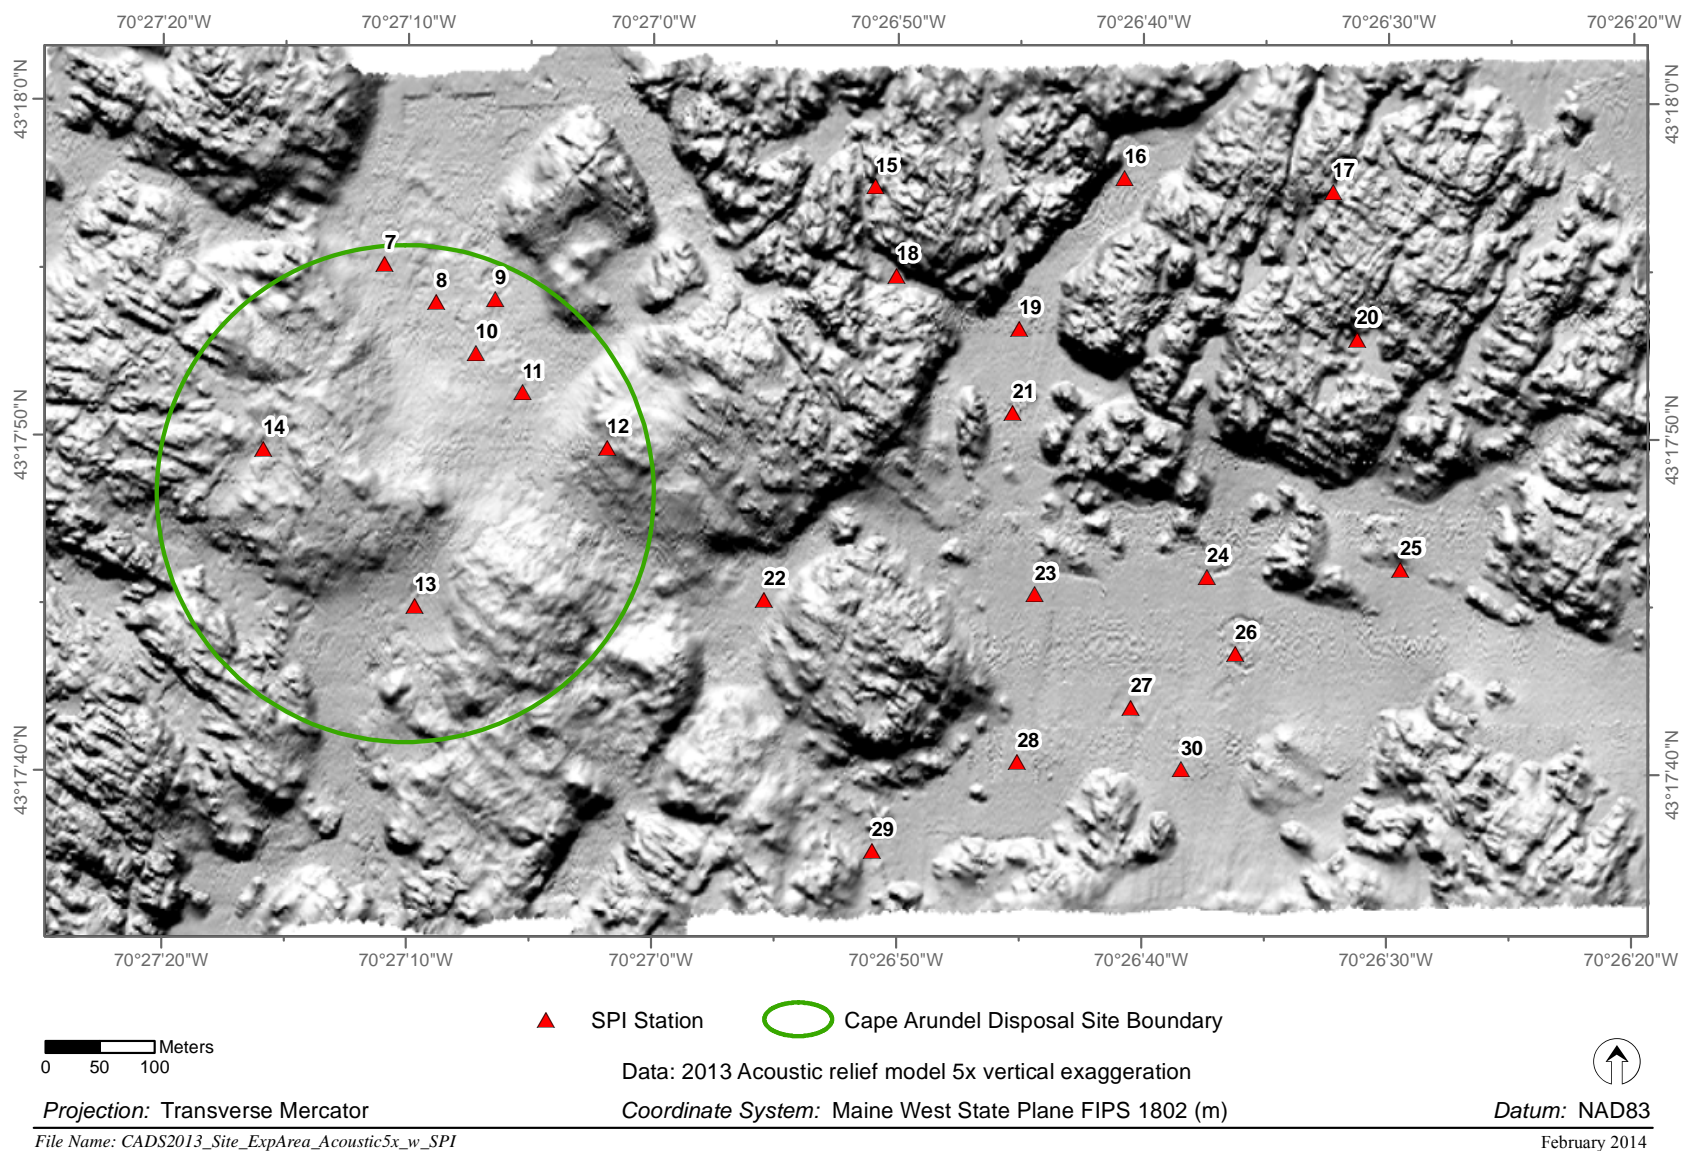 70°27'20"W 70°27'10"W 70°27'0"W 70°26'50"W 70°26'40"W 70°26'30"W 70°26'20"W
43°18'0"N 43°18'0"N
15 16 17
7 8 9 18
10 19 20
11 21
14 12 43°17'50"N 43°17'50"N
13 22 23 24 25
26
27
28 30 43°17'40"N 43°17'40"N
29
70°27'20"W 70°27'10"W 70°27'0"W 70°26'50"W 70°26'40"W 70°26'30"W 70°26'20"W
SPI Station Cape Arundel Disposal Site Boundary
Meters
0 50 100
Data: 2013 Acoustic relief model 5x vertical exaggeration
Projection: Transverse Mercator Coordinate System: Maine West State Plane FIPS 1802 (m) Datum: NAD83
File Name: CADS2013_Site_ExpArea_Acoustic5x_w_SPI February 2014